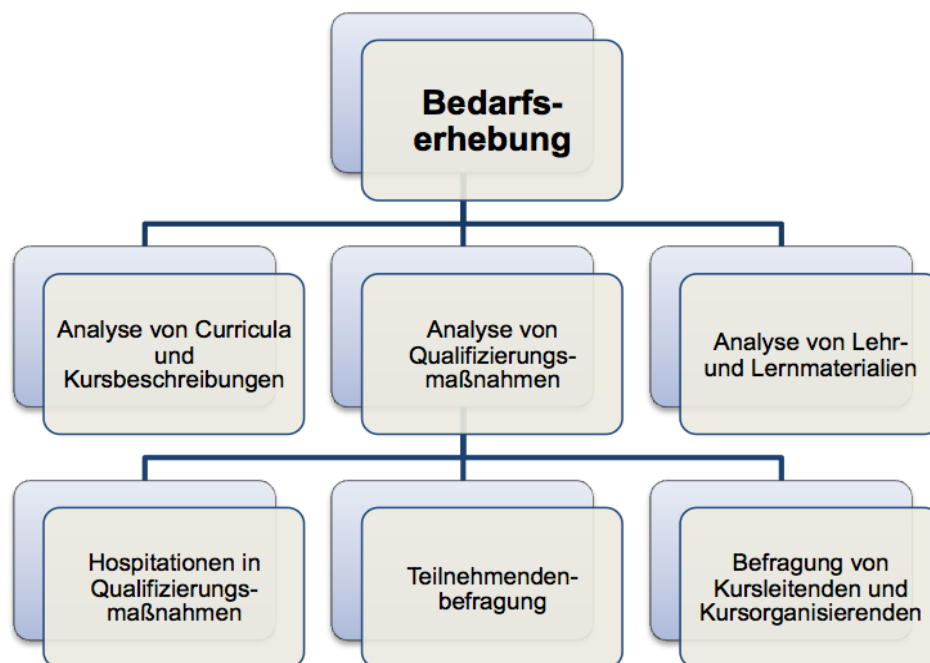 Bedarfs-
erhebung
Analyse von Curricula
und
Kursbeschreibungen
Analyse von
Qualifizierungs-
maßnahmen
Analyse von Lehr-
und Lernmaterialien
Hospitationen in
Qualifizierungs-
maßnahmen
Teilnehmenden-
befragung
Befragung von
Kursleitenden und
Kursorganisierenden